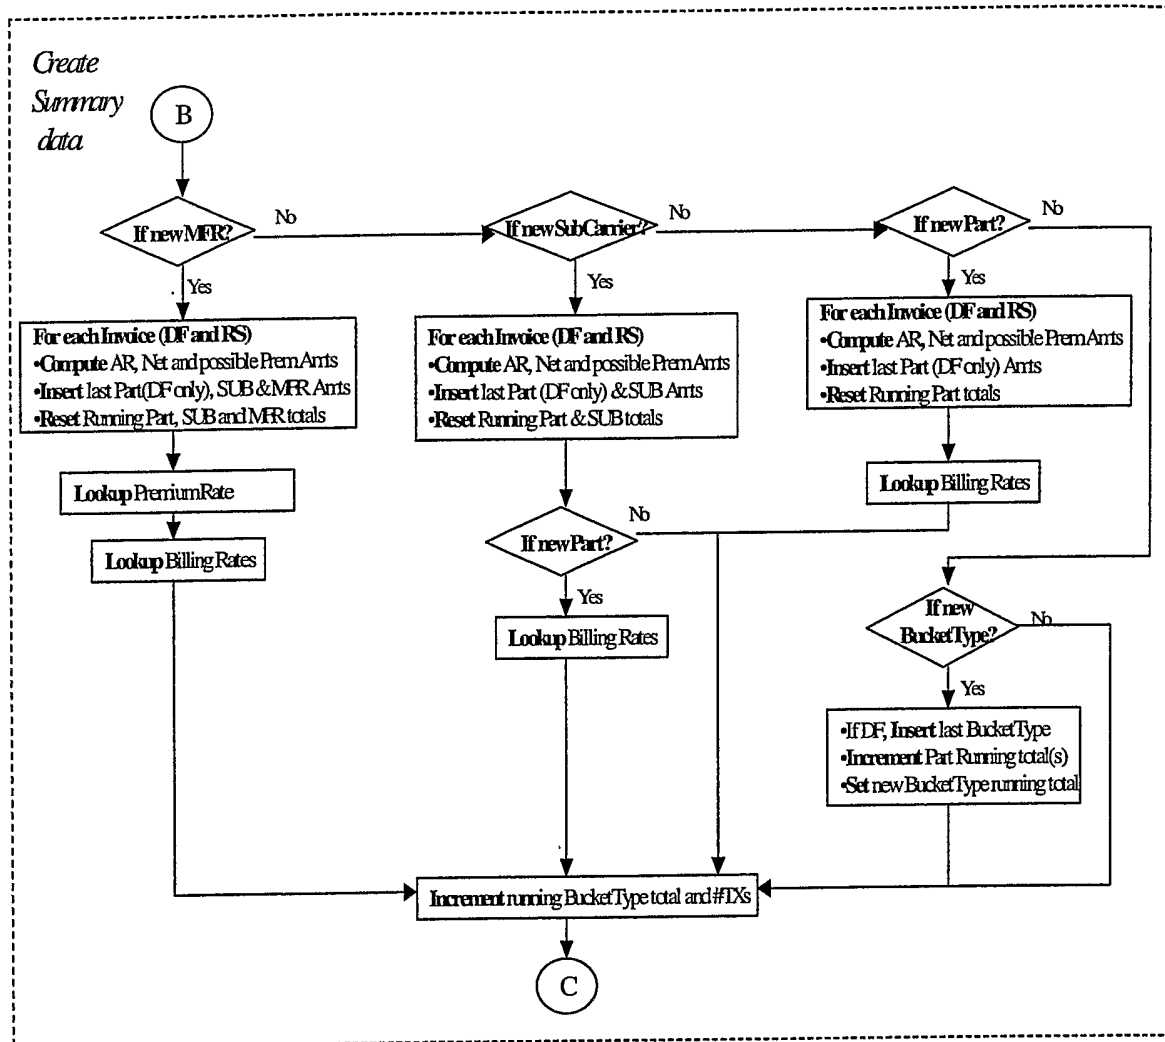 Create
Summary
data
B
If new MFR?
No
If new SubCarrier?
No
If new Part?
No
Yes
Yes
Yes
For each Invoice (DF and RS)
•Compute AR, Net and possible Prem Amts
•Insert last Part(DF only), SUB & MFR Amts
•Reset Running Part, SUB and MFR totals
For each Invoice (DF and RS)
•Compute AR, Net and possible Prem Amts
•Insert last Part (DF only) & SUB Amts
•Reset Running Part & SUB totals
For each Invoice (DF and RS)
•Compute AR, Net and possible Prem Amts
•Insert last Part (DF only) Amts
•Reset Running Part totals
Lookup Premium Rate
Lookup Billing Rates
If new Part?
No
Yes
Lookup Billing Rates
Lookup Billing Rates
If new
BucketType?
No
Yes
•If DF, Insert last BucketType
•Increment Part Running total(s)
•Set new BucketType running total
Increment running BucketType total and #TXs
C